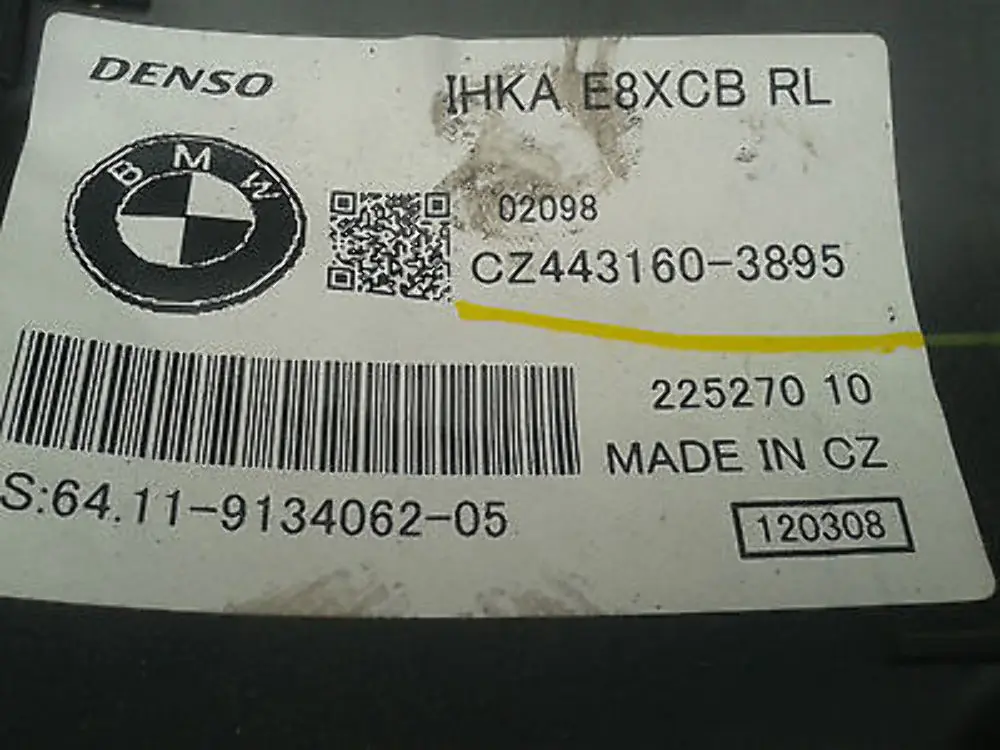 DENSO
IHKA E8XCB RL
BMW
02098
CZ443160-3895
225270 10
MADE IN CZ
S:64.11-9134062-05
120308